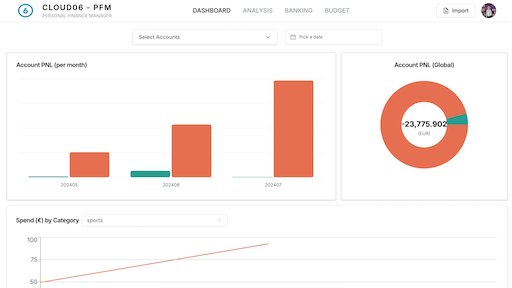 6
CLOUD06 - PFM
PERSONAL FINANCE MANAGER
DASHBOARD
ANALYSIS
BANKING
BUDGET
Import
Select Accounts
Pick a date
Account PNL (per month)
202405
202406
202407
Account PNL (Global)
-23,775.902
(EUR)
Spend (€) by Category
sports
100
75
50